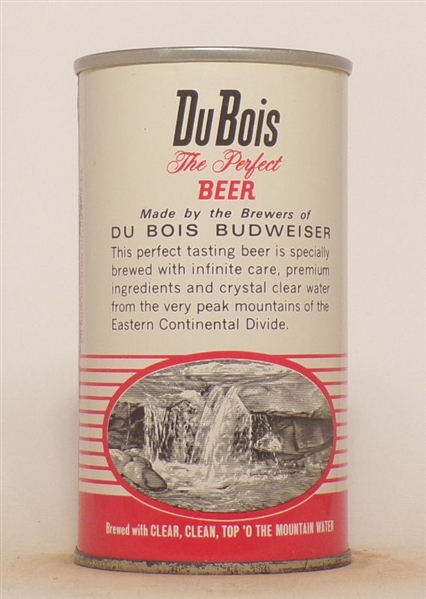 Du Bois
The Perfect
BEER
Made by the Brewers of
DU BOIS BUDWEISER
This perfect tasting beer is specially
brewed with infinite care, premium
ingredients and crystal clear water
from the very peak mountains of the
Eastern Continental Divide.
Brewed with CLEAR, CLEAN, TOP 'O THE MOUNTAIN WATER